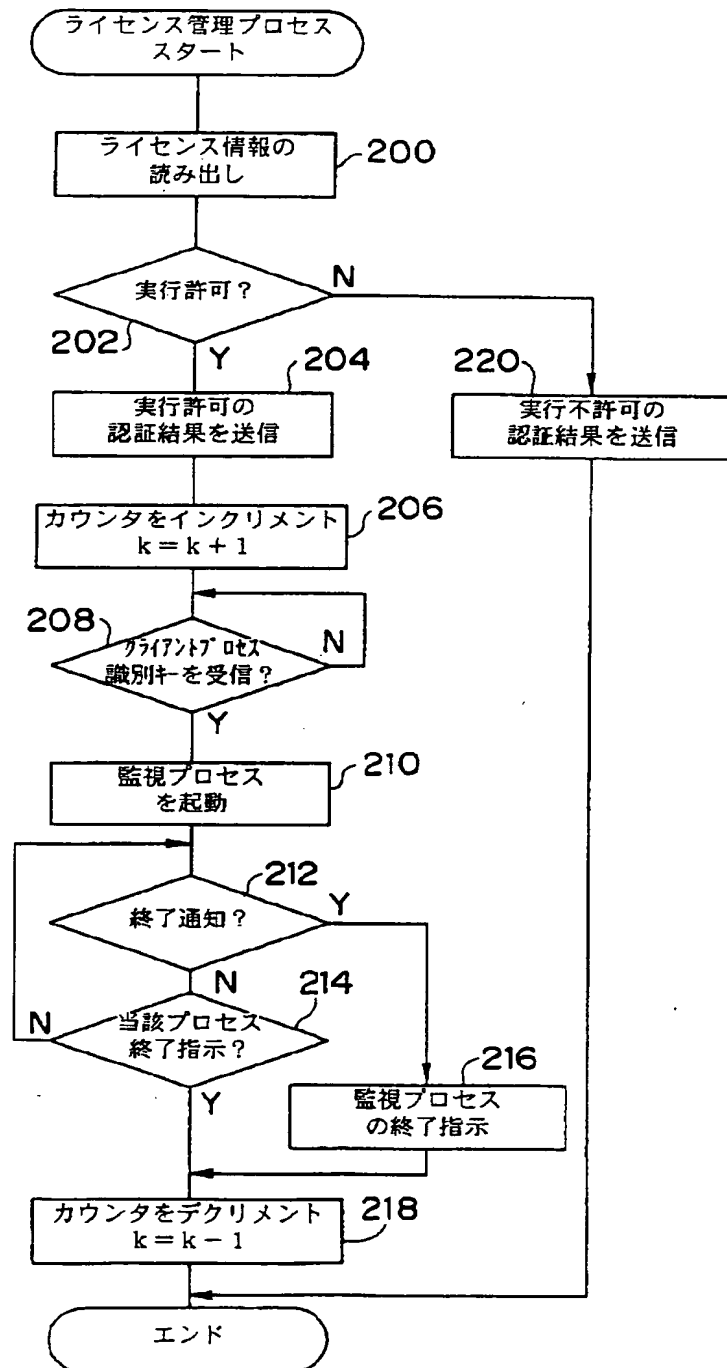 ライセンス管理プロセス
スタート
ライセンス情報の
読み出し
200
実行許可?
N
202
Y
204
実行許可の
認証結果を送信
220
実行不許可の
認証結果を送信
カウンタをインクリメント
k=k+1
206
208
クライアントプロセス
識別キーを受信?
N
Y
監視プロセス
を起動
210
212
終了通知?
Y
N
214
当該プロセス
終了指示?
N
Y
216
監視プロセス
の終了指示
カウンタをデクリメント
k=k-1
218
エンド